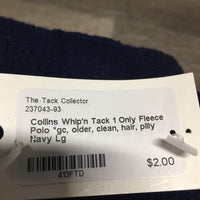 The Tack Collector
237043-93
Collins Whip'n Tack 1 Only Fleece
Polo *gc, older, clean, hair, pilly
Navy Lg
$2.00
413FTD